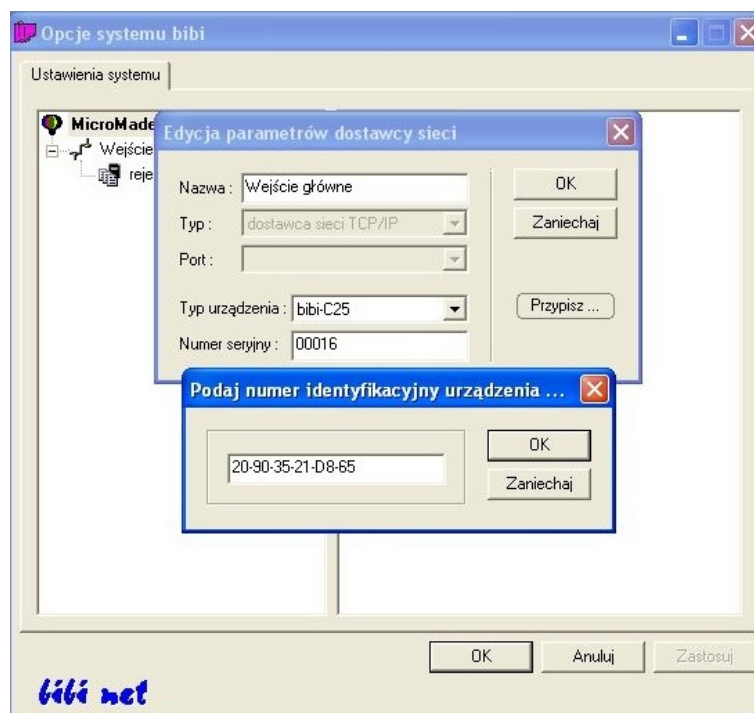 Opcje systemu bibi
Ustawienia systemu
MicroMade
Wejście
reje
Edycja parametrów dostawcy sieci
Nazwa : Wejście główne
OK
Typ : dostawca sieci TCP/IP
Zaniechaj
Port :
Typ urządzenia : bibi-C25
Przypisz ...
Numer seryjny : 00016
Podaj numer identyfikacyjny urządzenia ...
20-90-35-21-D8-65
OK
Zaniechaj
OK
Anuluj
Zastosuj
bibi net